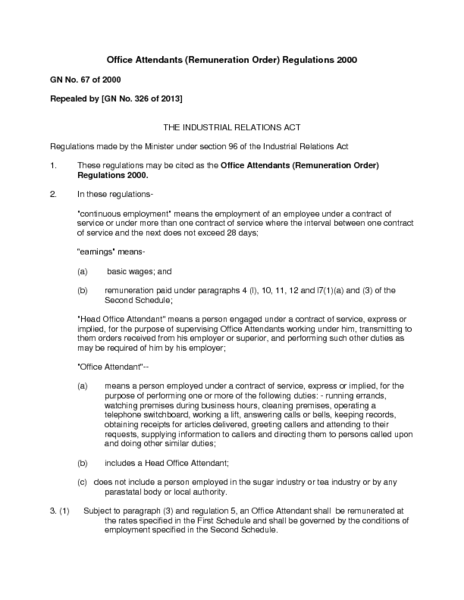 Office Attendants (Remuneration Order) Regulations 2000
GN No. 67 of 2000
Repealed by [GN No. 326 of 2013]
THE INDUSTRIAL RELATIONS ACT
Regulations made by the Minister under section 96 of the Industrial Relations Act
1. These regulations may be cited as the Office Attendants (Remuneration Order)
Regulations 2000.
2. In these regulations-
"continuous employment" means the employment of an employee under a contract of
service or under more than one contract of service where the interval between one contract
of service and the next does not exceed 28 days;
"earnings" means-
(a) basic wages; and
(b) remuneration paid under paragraphs 4 (l), 10, 11, 12 and i7(1)(a) and (3) of the
Second Schedule;
"Head Office Attendant" means a person engaged under a contract of service, express or
implied, for the purpose of supervising Office Attendants working under him, transmitting to
them orders received from his employer or superior, and performing such other duties as
may be required of him by his employer;
"Office Attendant"--
(a) means a person employed under a contract of service, express or implied, for the
purpose of performing one or more of the following duties: - running errands,
watching premises during business hours, cleaning premises, operating a
telephone switchboard, working a lift, answering calls or bells, keeping records,
obtaining receipts for articles delivered, greeting callers and attending to their
requests, supplying information to callers and directing them to persons called upon
and doing other similar duties;
(b) includes a Head Office Attendant;
(c) does not include a person employed in the sugar industry or tea industry or by any
parastatal body or local authority.
3. (1) Subject to paragraph (3) and regulation 5, an Office Attendant shall be remunerated at
the rates specified in the First Schedule and shall be governed by the conditions of
employment specified in the Second Schedule.